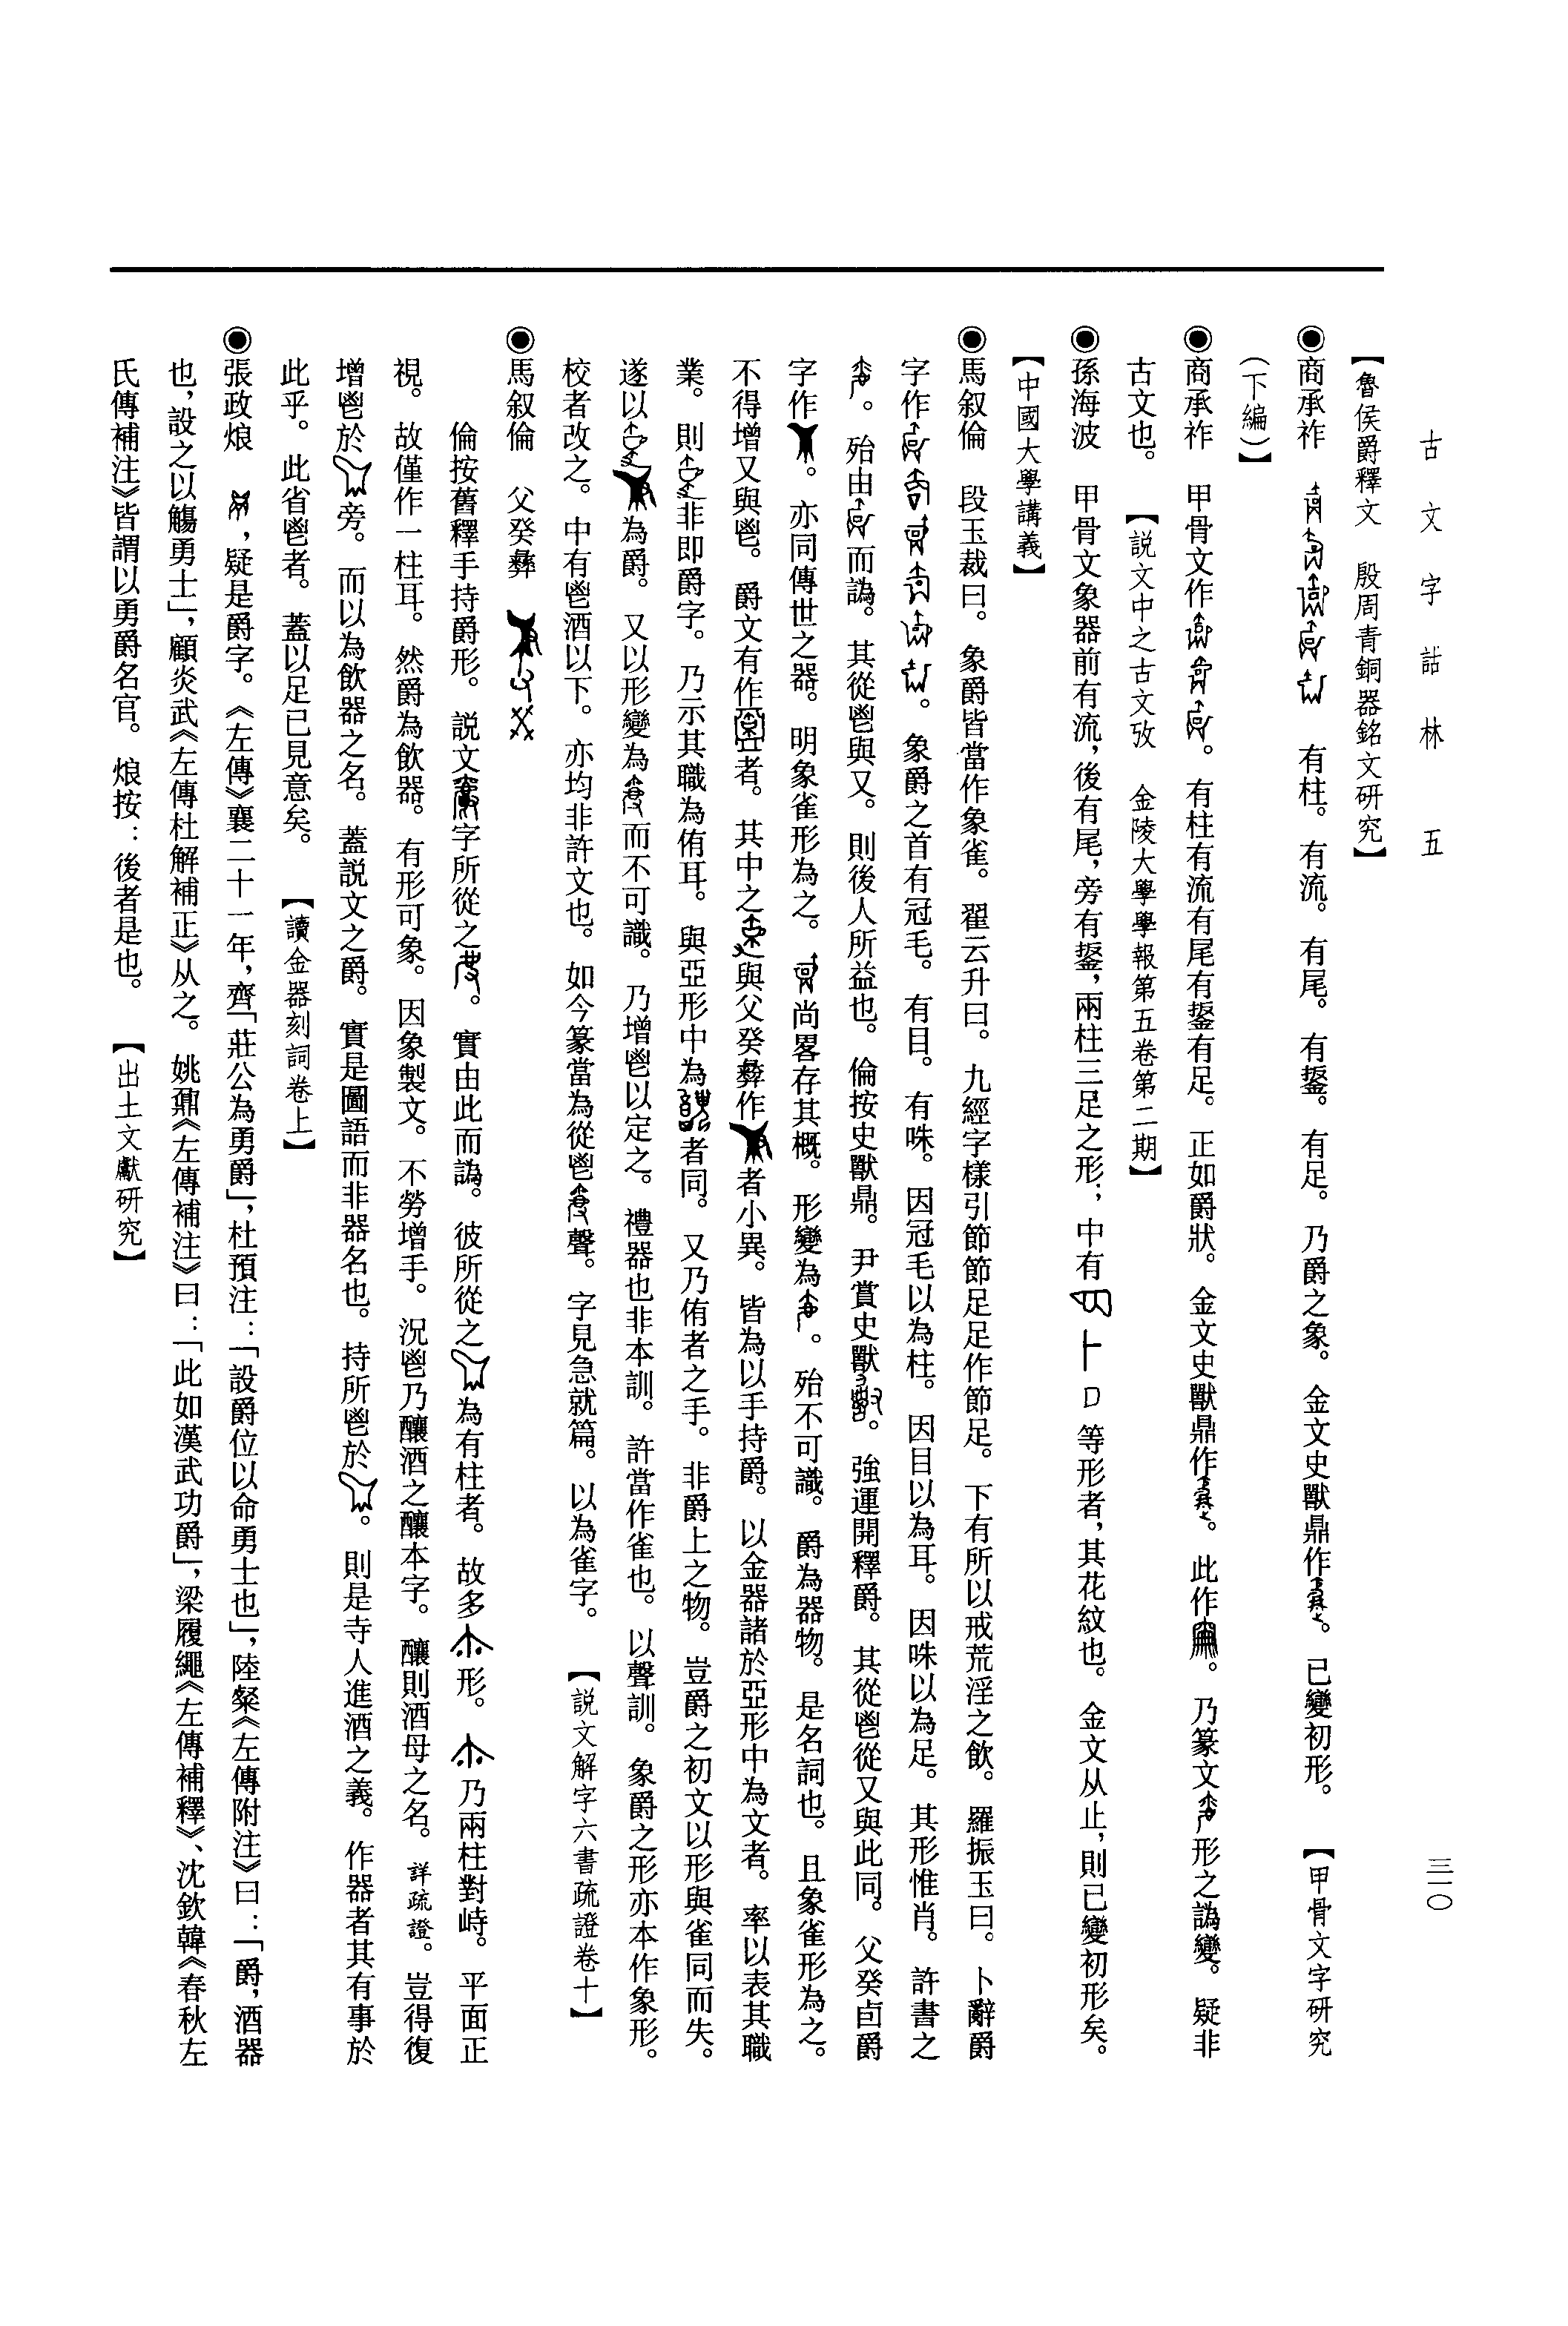 古文字詁林 五
三一〇
【魯侯爵釋文 殷周青銅器銘文研究】
◉商承祚 有柱。有流。有尾。有鋬。有足。乃爵之象。金文史獸鼎作。已變初形。【甲骨文字研究
（下編）】
◉商承祚 甲骨文作。有柱有流有尾有鋬有足。正如爵狀。金文史獸鼎作。此作。乃篆文形之譌變。疑非
古文也。【説文中之古文攷 金陵大學學報第五卷第二期】
◉孫海波 甲骨文象器前有流，後有尾，旁有鋬，兩柱三足之形；中有等形者，其花紋也。金文从止，則已變初形矣。
【中國大學講義】
◉馬叙倫 段玉裁曰。象爵皆當作象雀。翟云升曰。九經字樣引節節足足作節足。下有所以戒荒淫之飲。羅振玉曰。卜辭爵
字作。象爵之首有冠毛。有目。有咮。因冠毛以為柱。因目以為耳。因咮以為足。其形惟肖。許書之
。殆由而譌。其從鬯與又。則後人所益也。倫按史獸鼎。尹賞史獸。強運開釋爵。其從鬯從又與此同。父癸卣爵
字作。亦同傳世之器。明象雀形為之。尚畧存其概。形變為。殆不可識。爵為器物。是名詞也。且象雀形為之。
不得增又與鬯。爵文有作者。其中之與父癸彝作者小異。皆為以手持爵。以金器諸於亞形中為文者。率以表其職
業。則非即爵字。乃示其職為侑耳。與亞形中為者同。又乃侑者之手。非爵上之物。豈爵之初文以形與雀同而失。
遂以為爵。又以形變為而不可識。乃增鬯以定之。禮器也非本訓。許當作雀也。以聲訓。象爵之形亦本作象形。
校者改之。中有鬯酒以下。亦均非許文也。如今篆當為從鬯聲。字見急就篇。以為雀字。【説文解字六書疏證卷十】
◉馬叙倫 父癸彝
倫按舊釋手持爵形。説文字所從之。實由此而譌。彼所從之為有柱者。故多形。乃兩柱對峙。平面正
視。故僅作一柱耳。然爵為飲器。有形可象。因象製文。不勞增手。況鬯乃釀酒之釀本字。釀則酒母之名。詳疏證。豈得復
增鬯於旁。而以為飲器之名。蓋説文之爵。實是圖語而非器名也。持所鬯於。則是寺人進酒之義。作器者其有事於
此乎。此省鬯者。蓋以足已見意矣。【讀金器刻詞卷上】
◉張政烺 ，疑是爵字。《左傳》襄二十一年，齊「莊公為勇爵」，杜預注：「設爵位以命勇士也」，陸粲《左傳附注》曰：「爵，酒器
也，設之以觴勇士」，顧炎武《左傳杜解補正》从之。姚鼐《左傳補注》曰：「此如漢武功爵」，梁履繩《左傳補釋》、沈欽韓《春秋左
氏傳補注》皆謂以勇爵名官。烺按：後者是也。【出土文獻研究】